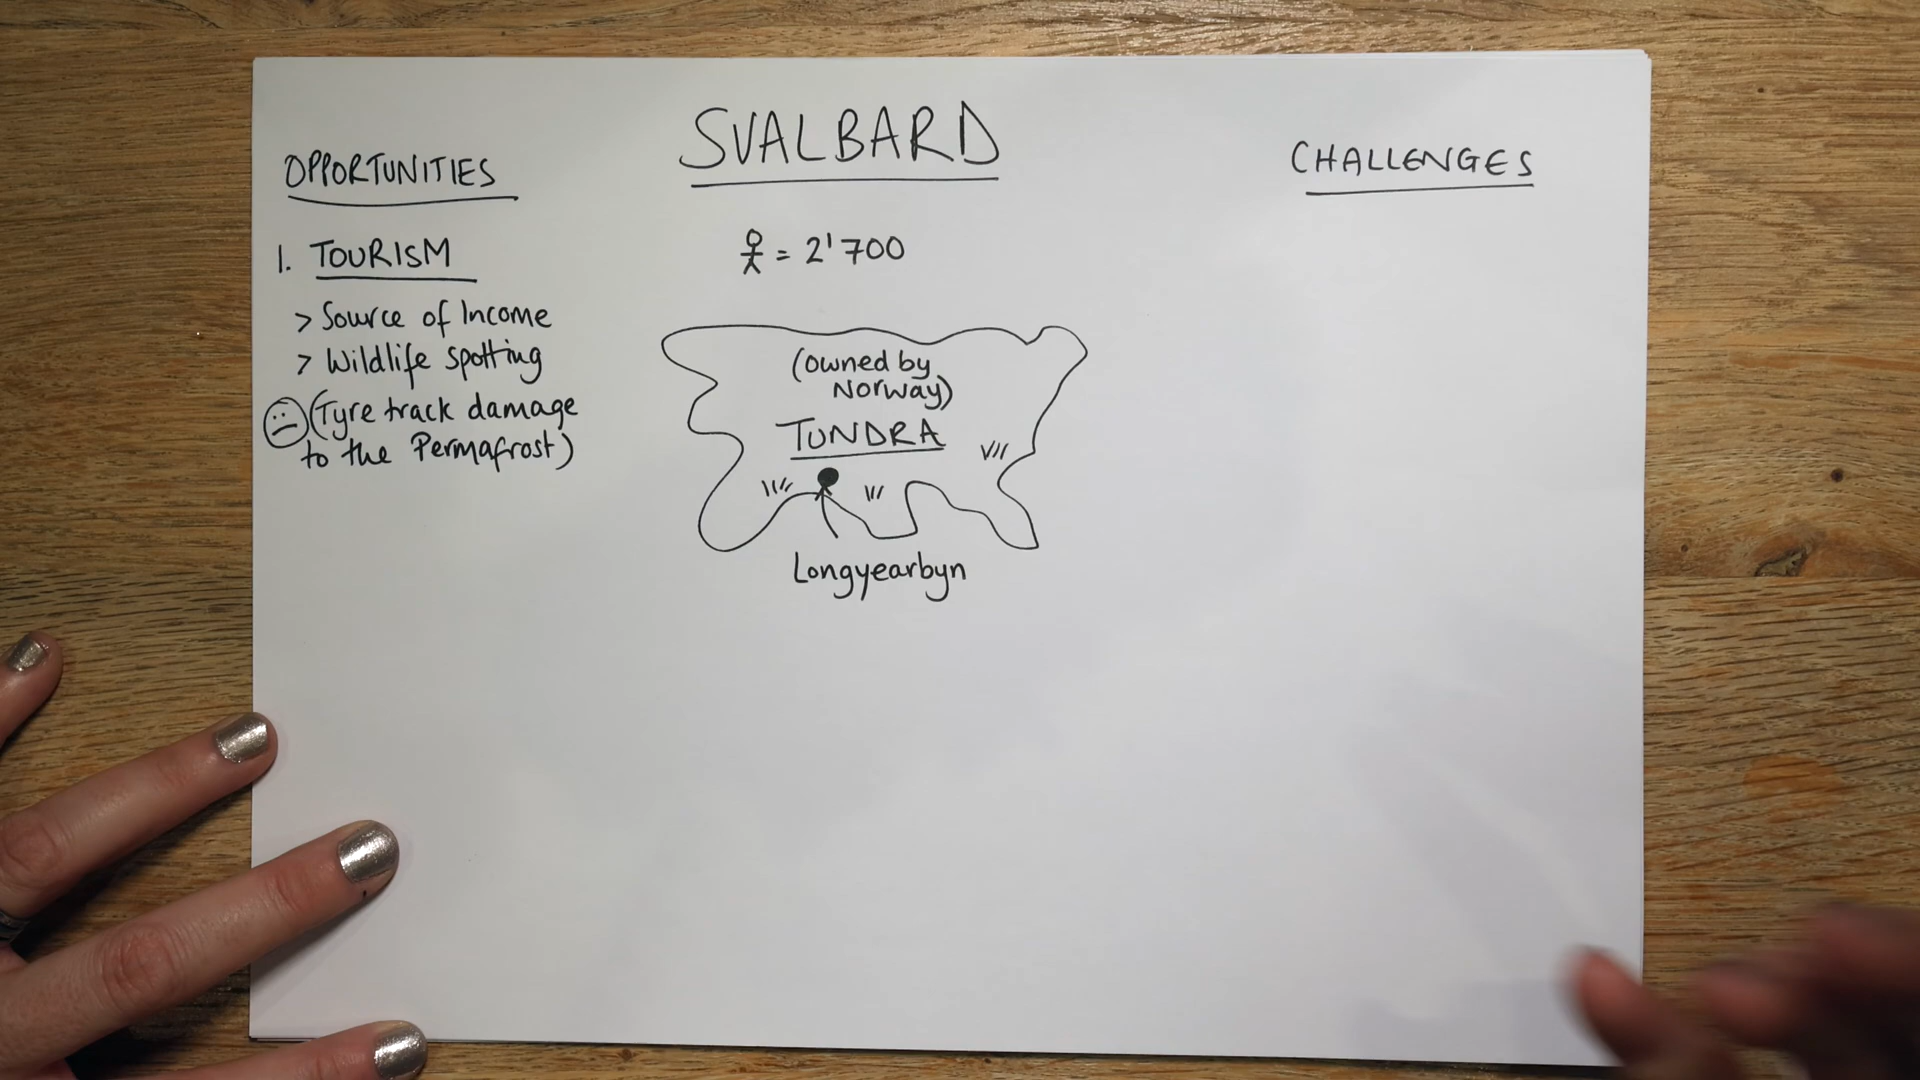 SVALBARD
OPPORTUNITIES
1. TOURISM
> Source of Income
> Wildlife spotting
(Tyre track damage
to the Permafrost)
= 2'700
(owned by
Norway)
TUNDRA
Longyearbyn
CHALLENGES